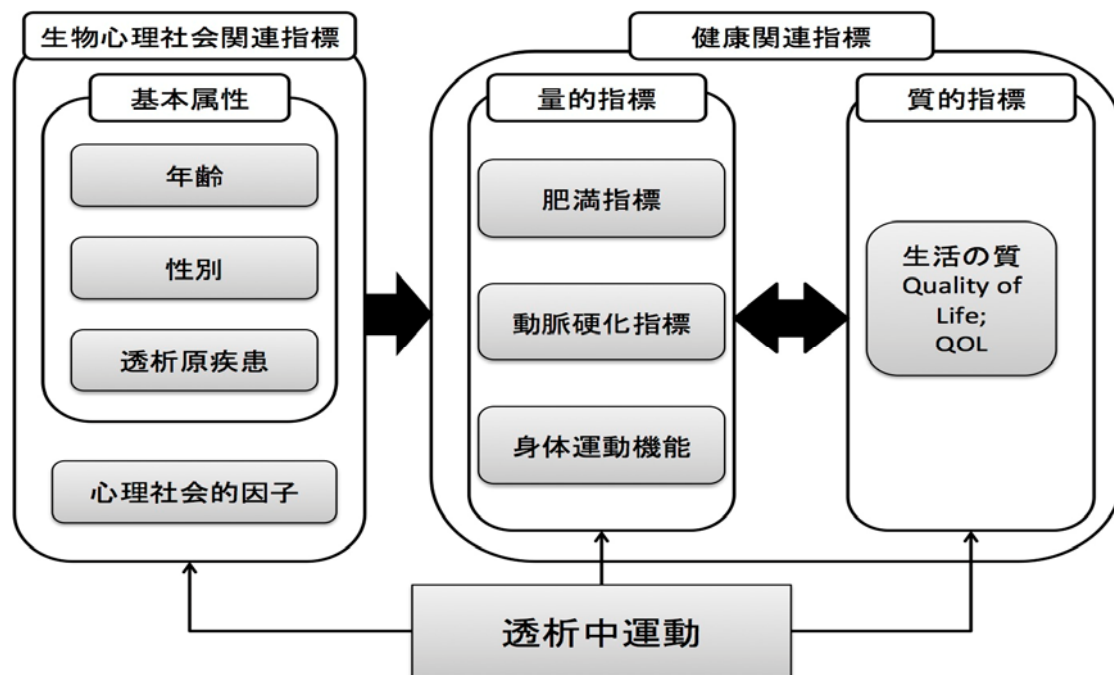 生物心理社会関連指標
基本属性
年齢
性別
透析原疾患
心理社会的因子
健康関連指標
量的指標
肥満指標
動脈硬化指標
身体運動機能
質的指標
生活の質
Quality of
Life;
QOL
透析中運動